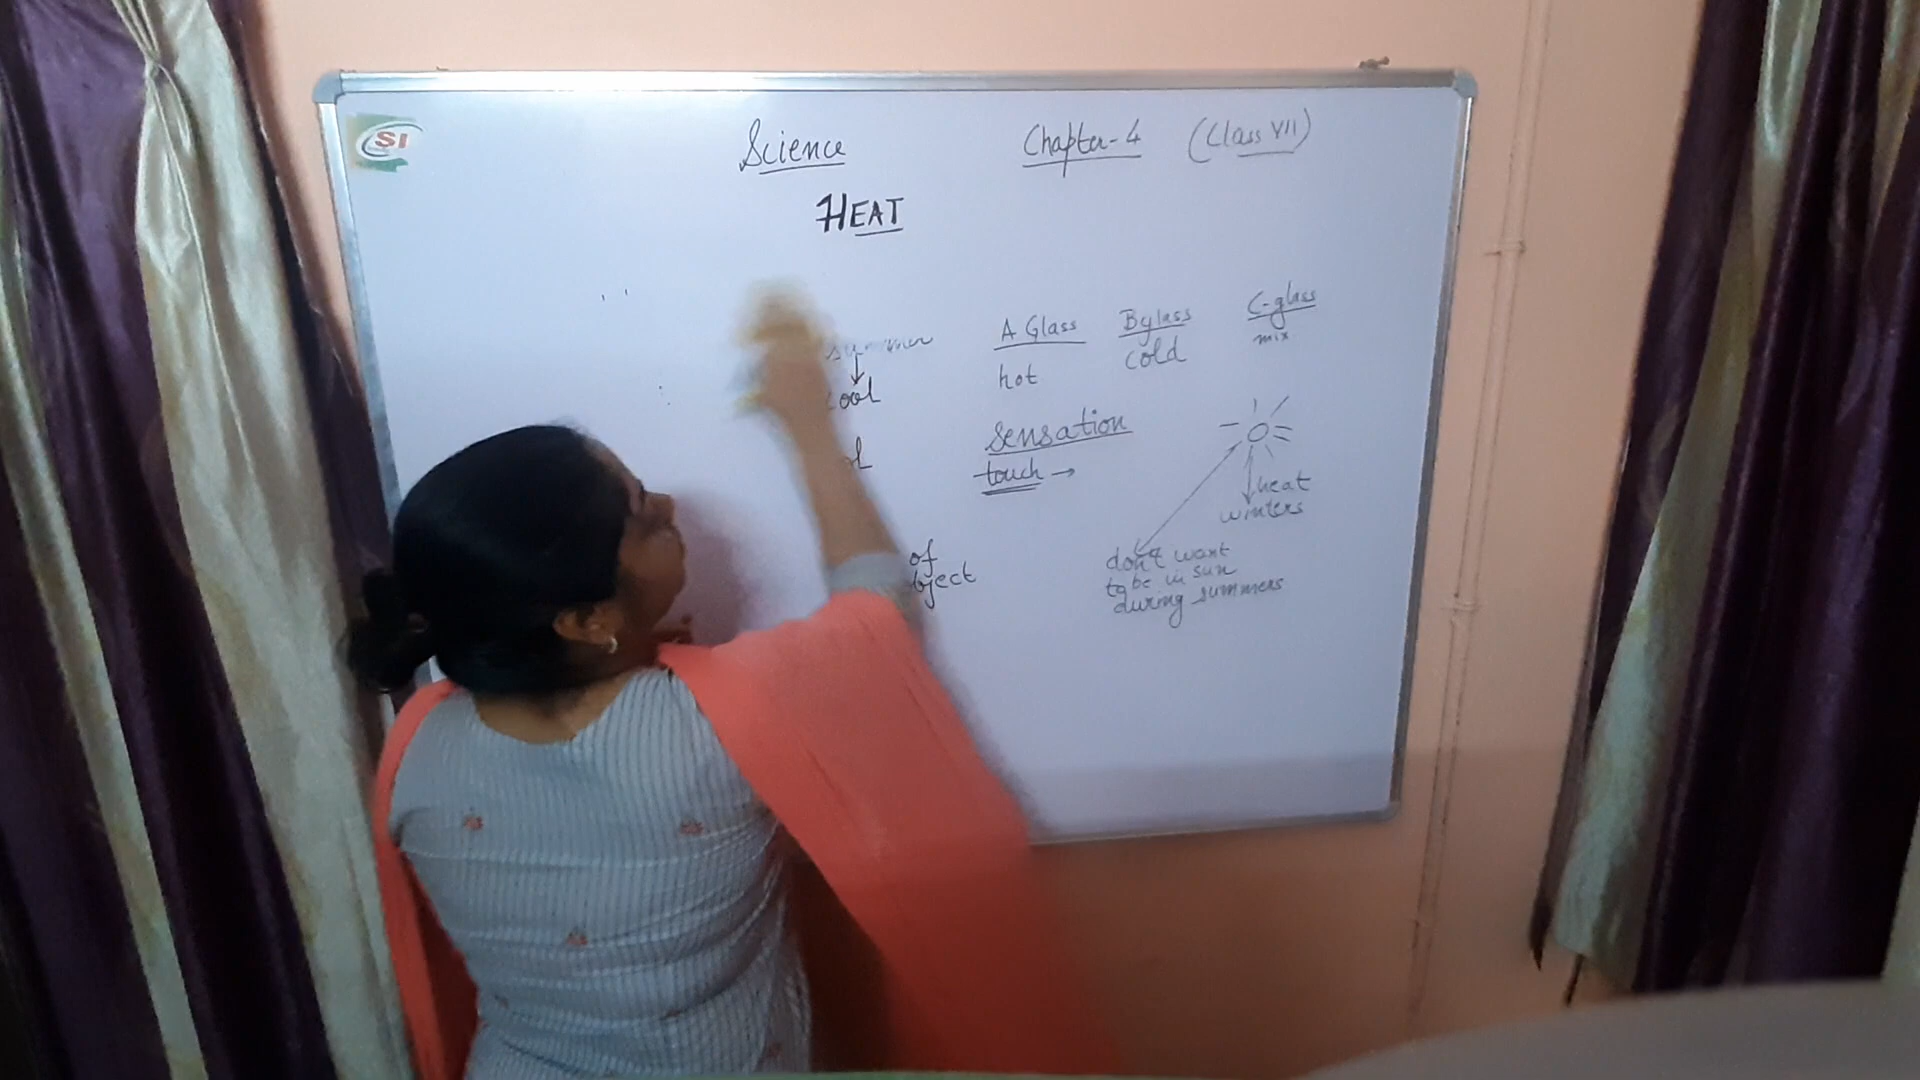 SI
Science Chapter-4 (Class VII)
HEAT
summer
cool
A Glass
hot
B glass
cold
C-glass
mix
sensation
touch →
heat
winters
of
don't want
to be in sun
during summers